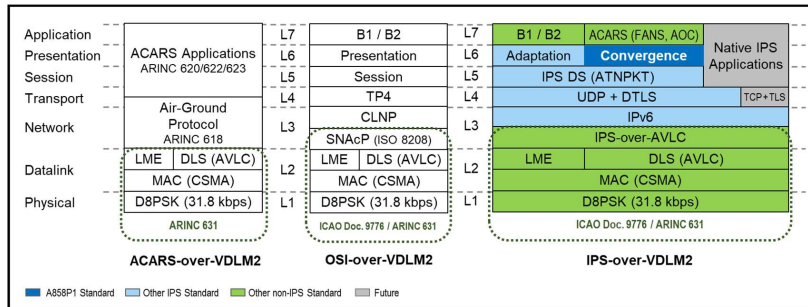 Application
Presentation
Session
Transport
Network
Datalink
Physical
ACARS Applications
ARINC 620/622/623
Air-Ground
Protocol
ARINC 618
LME DLS (AVLC)
MAC (CSMA)
D8PSK (31.8 kbps)
ARINC 631
ACARS-over-VDLM2
L7
L6
L5
L4
L3
L2
L1
B1 / B2
Presentation
Session
TP4
CLNP
SNAcP (ISO 8208)
LME DLS (AVLC)
MAC (CSMA)
D8PSK (31.8 kbps)
ICAO Doc. 9776 / ARINC 631
OSI-over-VDLM2
L7
L6
L5
L4
L3
L2
L1
B1 / B2 ACARS (FANS, AOC)
Adaptation Convergence
Native IPS
Applications
IPS DS (ATNPKT)
UDP + DTLS TCP+TLS
IPv6
IPS-over-AVLC
LME DLS (AVLC)
MAC (CSMA)
D8PSK (31.8 kbps)
ICAO Doc. 9776 / ARINC 631
IPS-over-VDLM2
A858P1 Standard Other IPS Standard Other non-IPS Standard Future